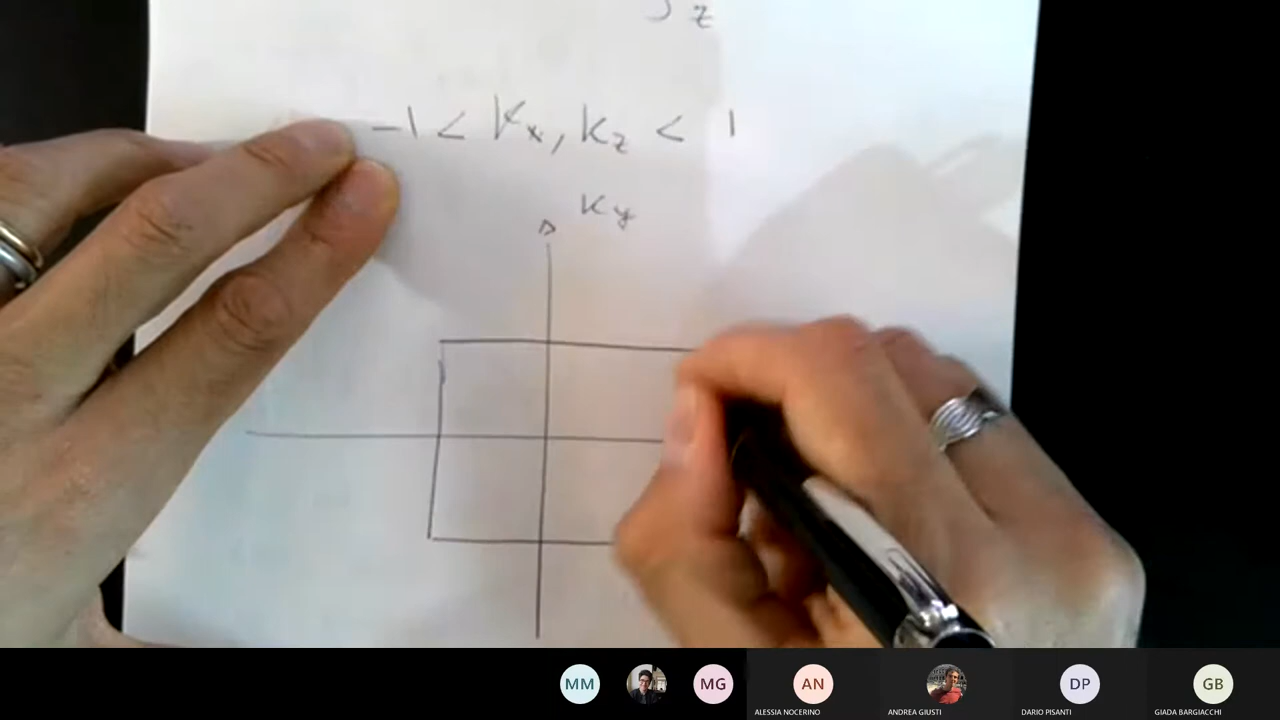 z
-1 < Kx, Kz < 1
Ky
MM
MG
AN
DP
GB
ALESSIA NOCERINO
ANDREA GIUSTI
DARIO PISANTI
GIADA BARGIACCHI